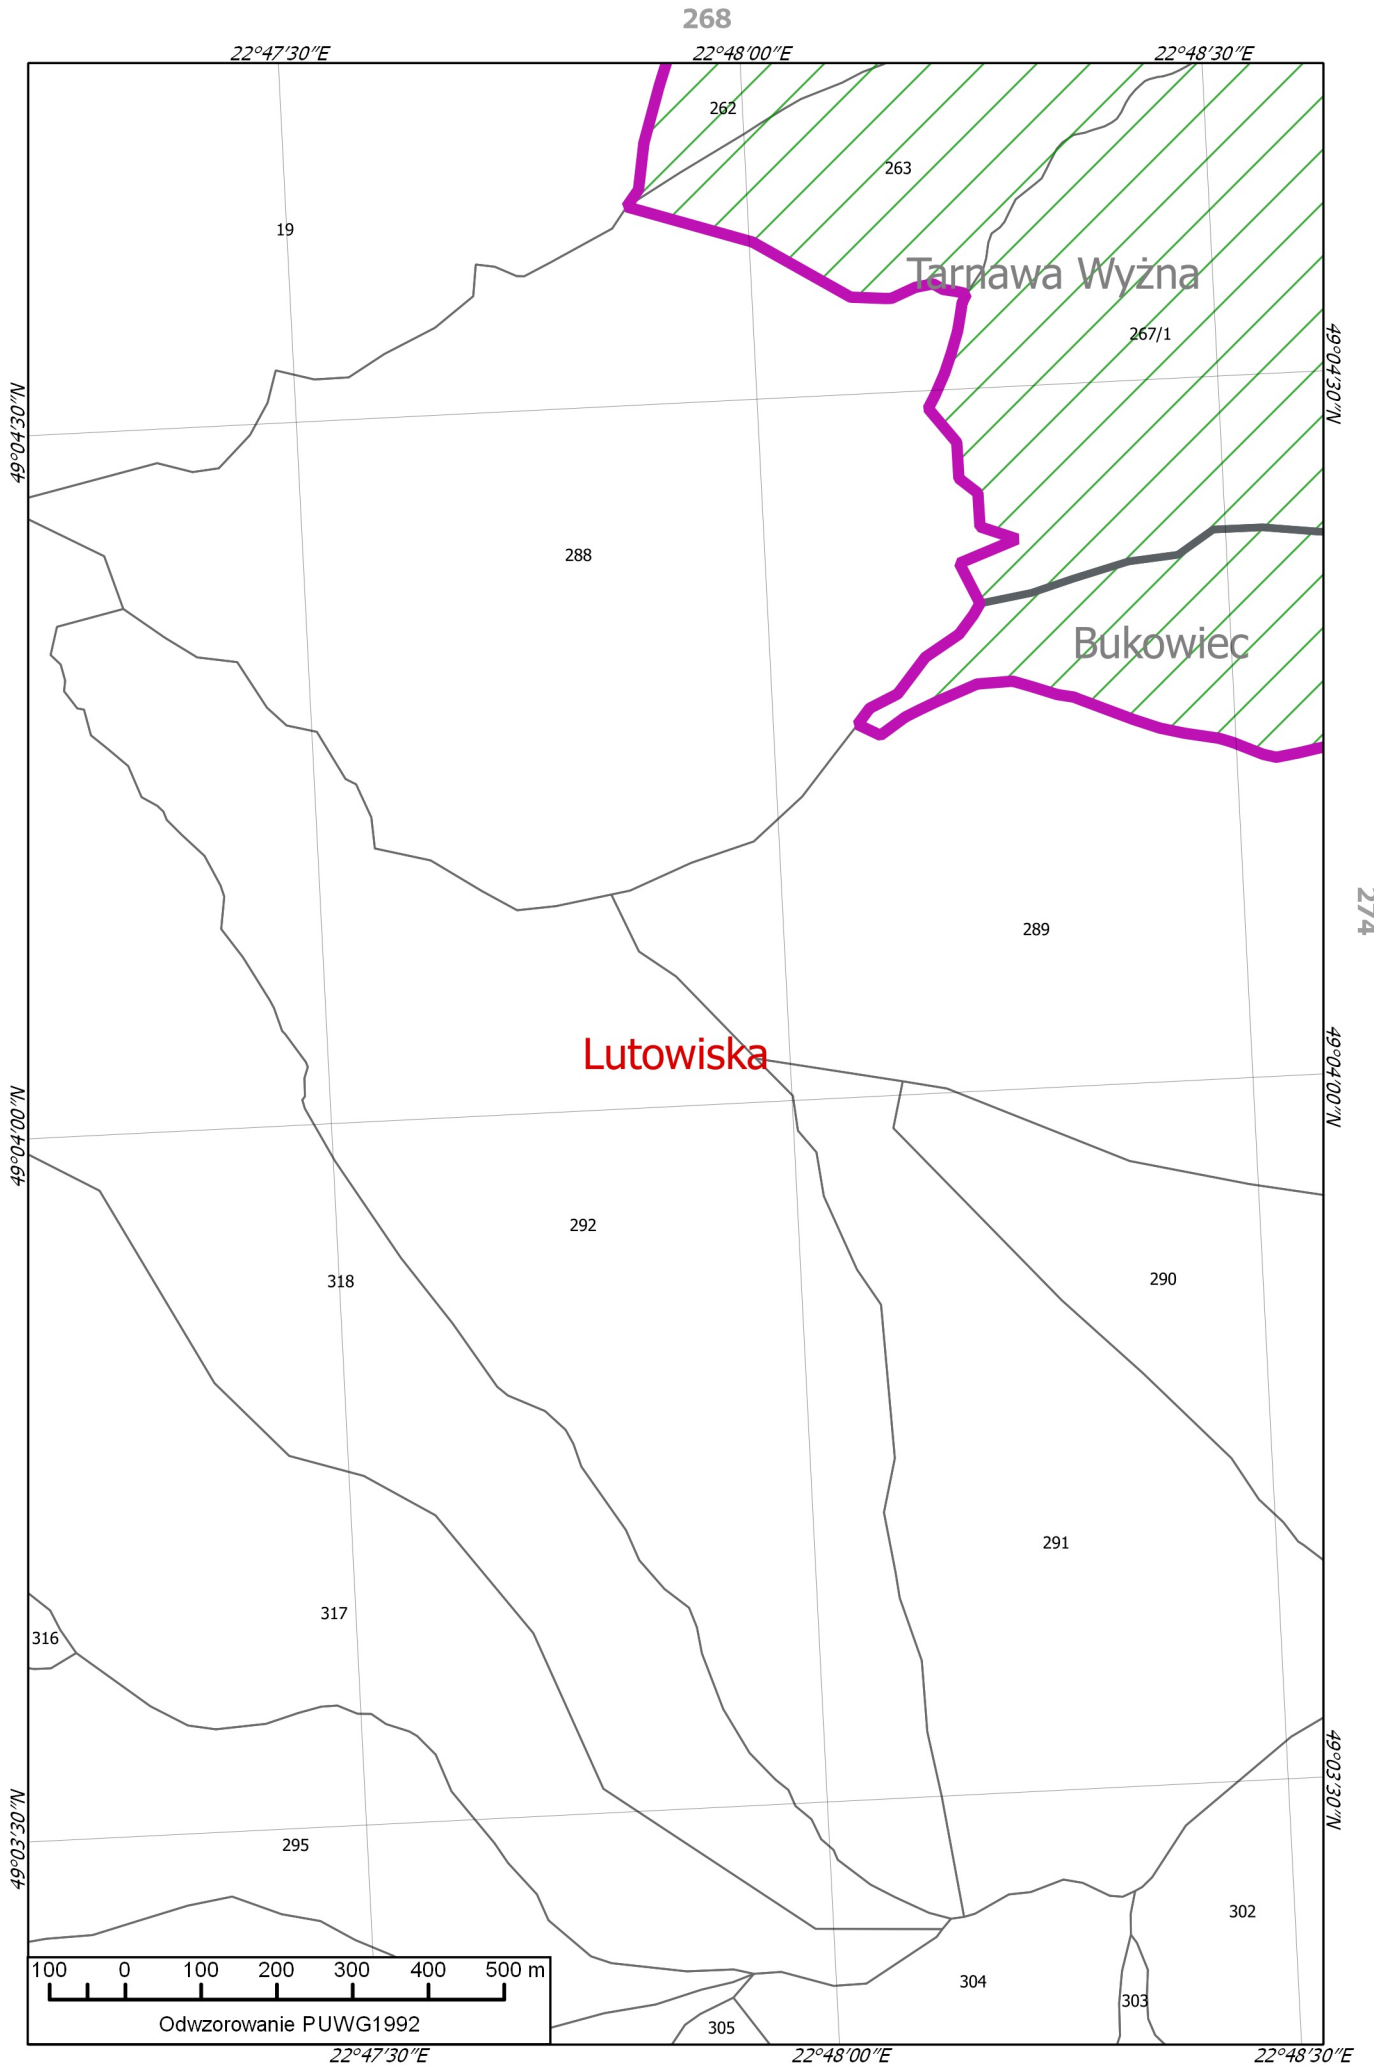 268
22°47'30"E
22°48'00"E
22°48'30"E
262
263
19
Tarnawa Wyżna
267/1
49°04'30"N
49°04'30"N
288
Bukowiec
274
289
49°04'00"N
Lutowiska
49°04'00"N
292
290
318
291
317
316
49°03'30"N
49°03'30"N
295
302
304
303
305
100 0 100 200 300 400 500 m
Odwzorowanie PUWG1992
22°47'30"E
22°48'00"E
22°48'30"E